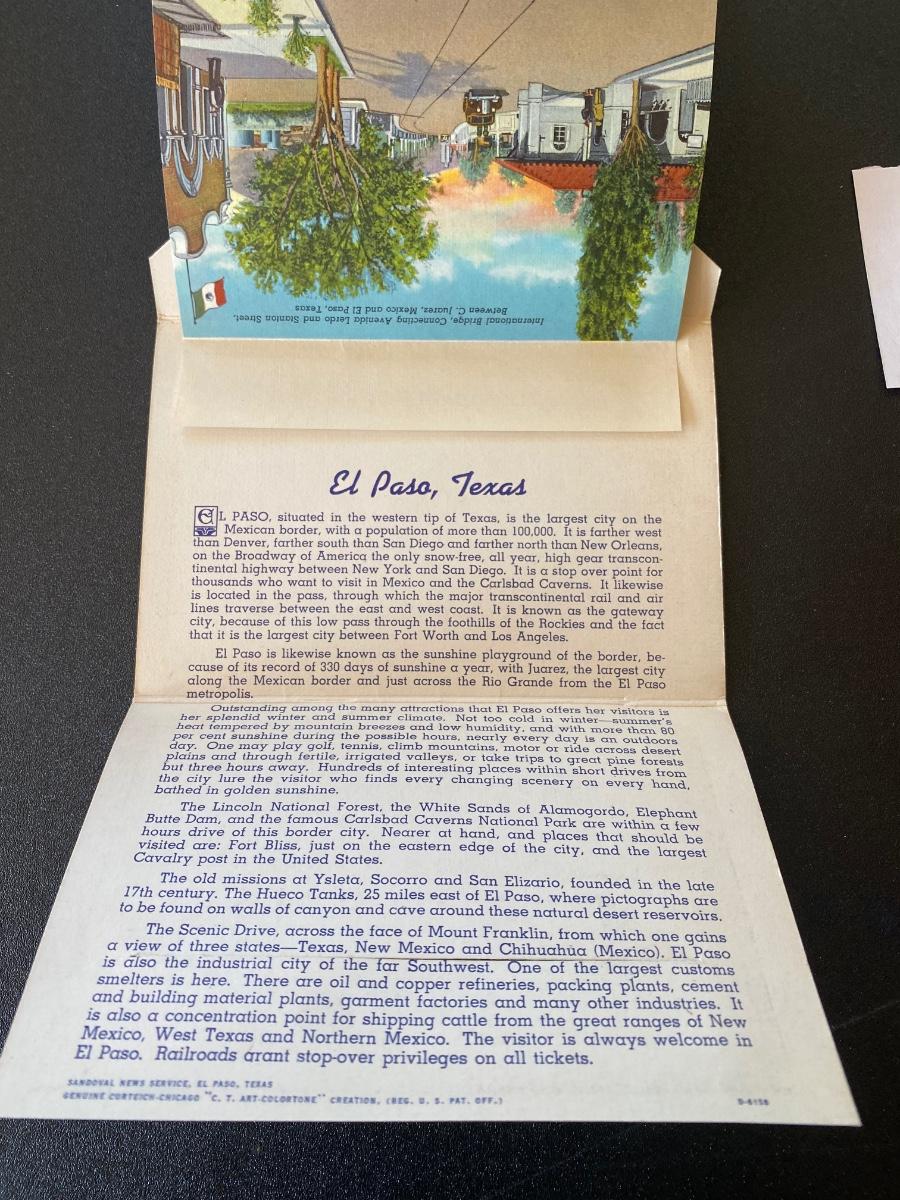 International Bridge, Connecting Avenida Lerdo and Stanton Street,
Between C. Juarez, Mexico and El Paso, Texas
El Paso, Texas
EL PASO, situated in the western tip of Texas, is the largest city on the
Mexican border, with a population of more than 100,000. It is farther west
than Denver, farther south than San Diego and farther north than New Orleans,
on the Broadway of America the only snow-free, all year, high gear transcon-
tinental highway between New York and San Diego. It is a stop over point for
thousands who want to visit in Mexico and the Carlsbad Caverns. It likewise
is located in the pass, through which the major transcontinental rail and air
lines traverse between the east and west coast. It is known as the gateway
city, because of this low pass through the foothills of the Rockies and the fact
that it is the largest city between Fort Worth and Los Angeles.
El Paso is likewise known as the sunshine playground of the border, be-
cause of its record of 330 days of sunshine a year, with Juarez, the largest city
along the Mexican border and just across the Rio Grande from the El Paso
metropolis.
Outstanding among the many attractions that El Paso offers her visitors is
her splendid winter and summer climate. Not too cold in winter—summer's
heat tempered by mountain breezes and low humidity, and with more than 80
per cent sunshine during the possible hours, nearly every day is an outdoors
day. One may play golf, tennis, climb mountains, motor or ride across desert
plains and through fertile, irrigated valleys, or take trips to great pine forests
but three hours away. Hundreds of interesting places within short drives from
the city lure the visitor who finds every changing scenery on every hand,
bathed in golden sunshine.
The Lincoln National Forest, the White Sands of Alamogordo, Elephant
Butte Dam, and the famous Carlsbad Caverns National Park are within a few
hours drive of this border city. Nearer at hand, and places that should be
visited are: Fort Bliss, just on the eastern edge of the city, and the largest
Cavalry post in the United States.
The old missions at Ysleta, Socorro and San Elizario, founded in the late
17th century. The Hueco Tanks, 25 miles east of El Paso, where pictographs are
to be found on walls of canyon and cave around these natural desert reservoirs.
The Scenic Drive, across the face of Mount Franklin, from which one gains
a view of three states—Texas, New Mexico and Chihuahua (Mexico). El Paso
is also the industrial city of the far Southwest. One of the largest customs
smelters is here. There are oil and copper refineries, packing plants, cement
and building material plants, garment factories and many other industries. It
is also a concentration point for shipping cattle from the great ranges of New
Mexico, West Texas and Northern Mexico. The visitor is always welcome in
El Paso. Railroads grant stop-over privileges on all tickets.
SANDOVAL NEWS SERVICE, EL PASO, TEXAS
GENUINE CURTEICH-CHICAGO "C. T. ART-COLORTONE" CREATION, (REG. U. S. PAT. OFF.)
D-6158